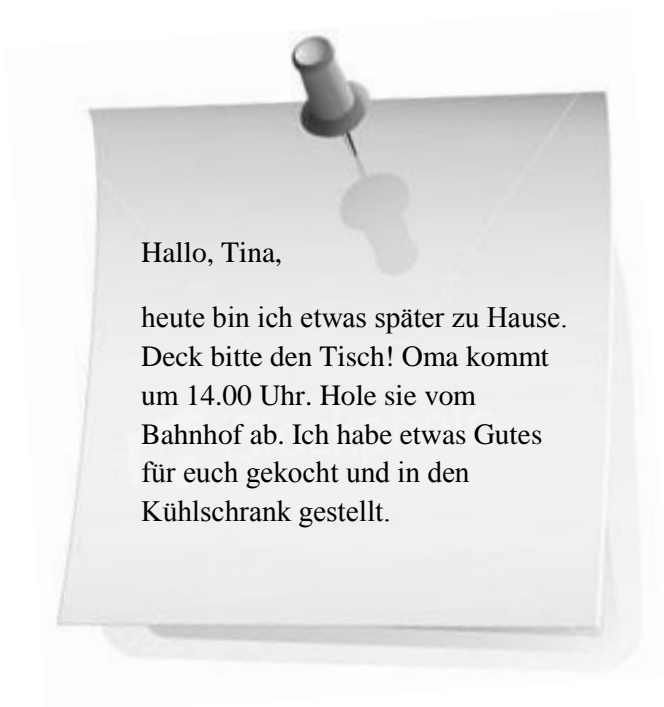 Hallo, Tina,
heute bin ich etwas später zu Hause.
Deck bitte den Tisch! Oma kommt
um 14.00 Uhr. Hole sie vom
Bahnhof ab. Ich habe etwas Gutes
für euch gekocht und in den
Kühlschrank gestellt.